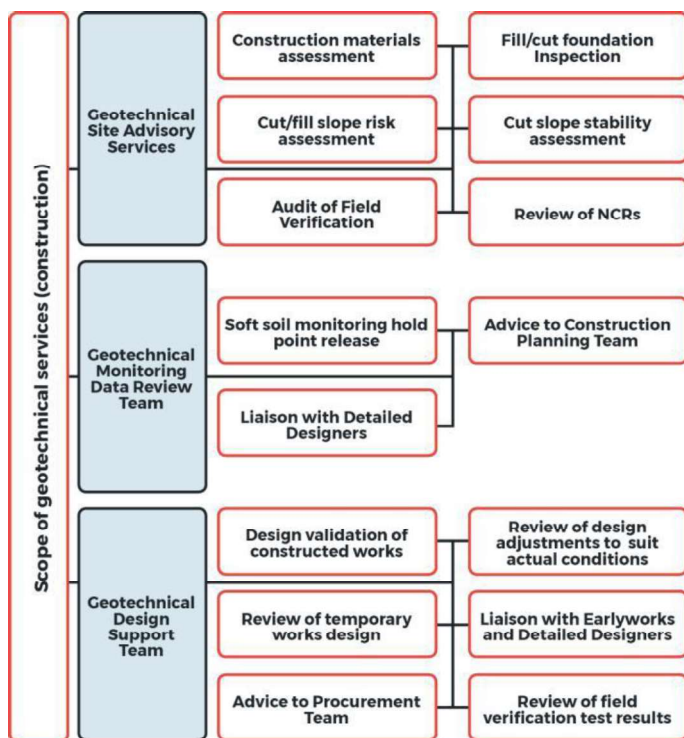 Scope of geotechnical services (construction)
Geotechnical
Site Advisory
Services
Construction materials
assessment
Fill/cut foundation
Inspection
Cut/fill slope risk
assessment
Cut slope stability
assessment
Audit of Field
Verification
Review of NCRs
Geotechnical
Monitoring
Data Review
Team
Soft soil monitoring hold
point release
Advice to Construction
Planning Team
Liaison with Detailed
Designers
Geotechnical
Design
Support
Team
Design validation of
constructed works
Review of design
adjustments to suit
actual conditions
Review of temporary
works design
Liaison with Earlyworks
and Detailed Designers
Advice to Procurement
Team
Review of field
verification test results